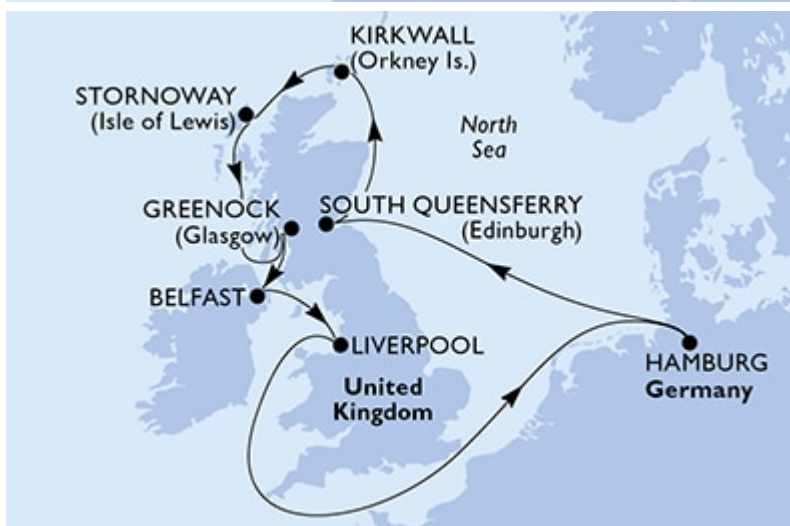 KIRKWALL
(Orkney Is.)
STORNOWAY
(Isle of Lewis)
North
Sea
GREENOCK
(Glasgow)
SOUTH QUEENSFERRY
(Edinburgh)
BELFAST
LIVERPOOL
United
Kingdom
HAMBURG
Germany